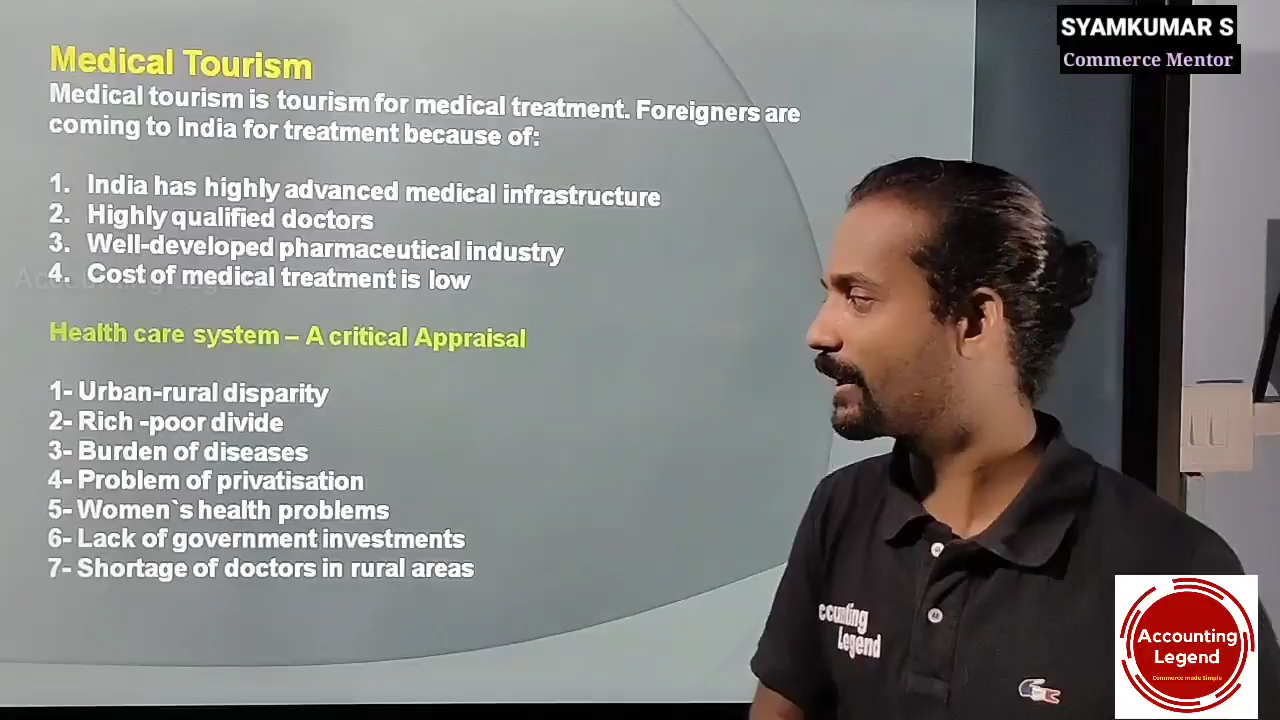 SYAMKUMAR S
Commerce Mentor
Medical Tourism
Medical tourism is tourism for medical treatment. Foreigners are
coming to India for treatment because of:
1. India has highly advanced medical infrastructure
2. Highly qualified doctors
3. Well-developed pharmaceutical industry
4. Cost of medical treatment is low
Health care system – A critical Appraisal
1- Urban-rural disparity
2- Rich -poor divide
3- Burden of diseases
4- Problem of privatisation
5- Women`s health problems
6- Lack of government investments
7- Shortage of doctors in rural areas
ccounting
Legend
Accounting
Legend
Commerce made Simple